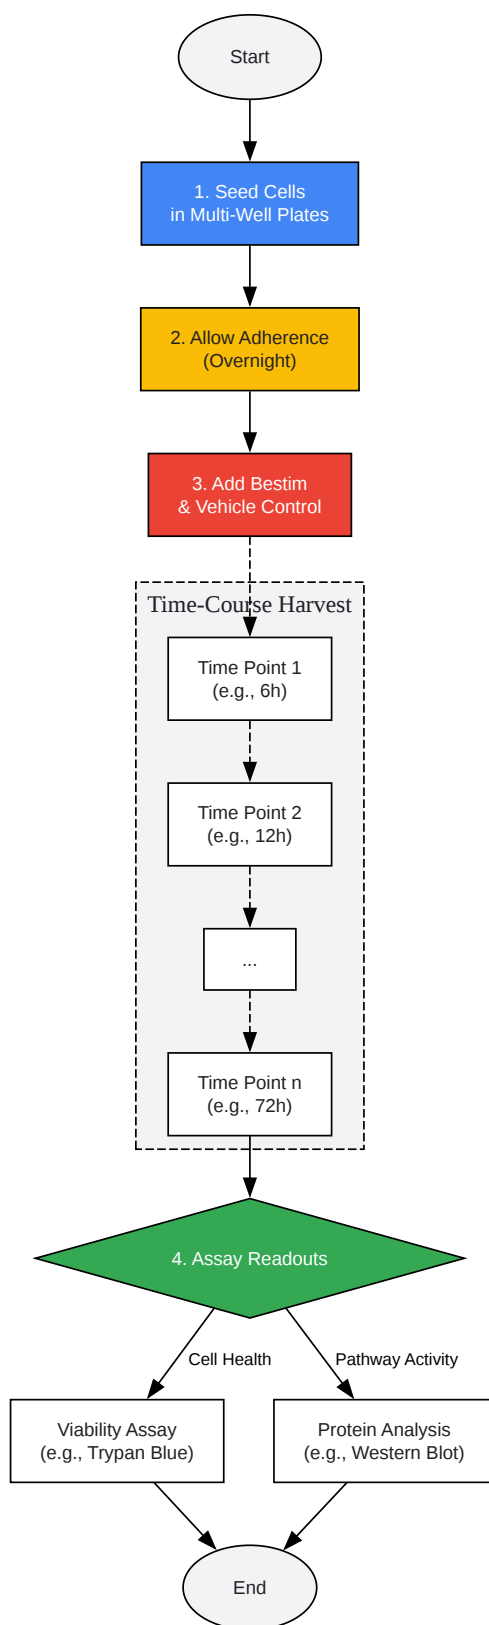 Start
1. Seed Cells
in Multi-Well Plates
2. Allow Adherence
(Overnight)
3. Add Bestim
& Vehicle Control
Time-Course Harvest
Time Point 1
(e.g., 6h)
Time Point 2
(e.g., 12h)
...
Time Point n
(e.g., 72h)
4. Assay Readouts
Cell Health
Pathway Activity
Viability Assay
(e.g., Trypan Blue)
Protein Analysis
(e.g., Western Blot)
End